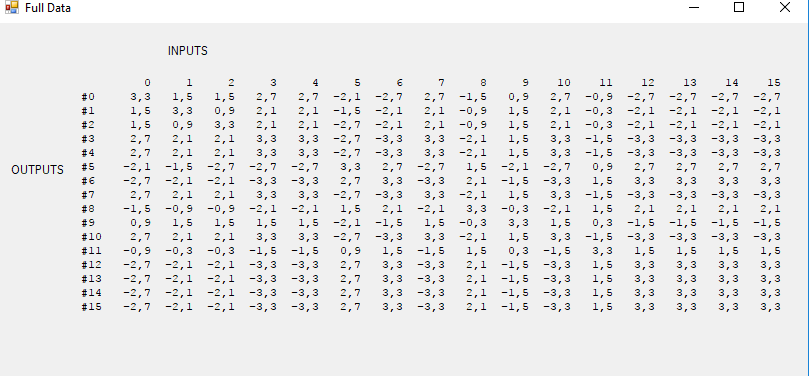 Full Data
INPUTS
0 1 2 3 4 5 6 7 8 9 10 11 12 13 14 15
#0 3,3 1,5 1,5 2,7 2,7 -2,1 -2,7 2,7 -1,5 0,9 2,7 -0,9 -2,7 -2,7 -2,7 -2,7
#1 1,5 3,3 0,9 2,1 2,1 -1,5 -2,1 2,1 -0,9 1,5 2,1 -0,3 -2,1 -2,1 -2,1 -2,1
#2 1,5 0,9 3,3 2,1 2,1 -2,7 -2,1 2,1 -0,9 1,5 2,1 -0,3 -2,1 -2,1 -2,1 -2,1
#3 2,7 2,1 2,1 3,3 3,3 -2,7 -3,3 3,3 -2,1 1,5 3,3 -1,5 -3,3 -3,3 -3,3 -3,3
#4 2,7 2,1 2,1 3,3 3,3 -2,7 -3,3 3,3 -2,1 1,5 3,3 -1,5 -3,3 -3,3 -3,3 -3,3
OUTPUTS #5 -2,1 -1,5 -2,7 -2,7 -2,7 3,3 2,7 -2,7 1,5 -2,1 -2,7 0,9 2,7 2,7 2,7 2,7
#6 -2,7 -2,1 -2,1 -3,3 -3,3 2,7 3,3 -3,3 2,1 -1,5 -3,3 1,5 3,3 3,3 3,3 3,3
#7 2,7 2,1 2,1 3,3 3,3 -2,7 -3,3 3,3 -2,1 1,5 3,3 -1,5 -3,3 -3,3 -3,3 -3,3
#8 -1,5 -0,9 -0,9 -2,1 -2,1 1,5 2,1 -2,1 3,3 -0,3 -2,1 1,5 2,1 2,1 2,1 2,1
#9 0,9 1,5 1,5 1,5 1,5 -2,1 -1,5 1,5 -0,3 3,3 1,5 0,3 -1,5 -1,5 -1,5 -1,5
#10 2,7 2,1 2,1 3,3 3,3 -2,7 -3,3 3,3 -2,1 1,5 3,3 -1,5 -3,3 -3,3 -3,3 -3,3
#11 -0,9 -0,3 -0,3 -1,5 -1,5 0,9 1,5 -1,5 1,5 0,3 -1,5 3,3 1,5 1,5 1,5 1,5
#12 -2,7 -2,1 -2,1 -3,3 -3,3 2,7 3,3 -3,3 2,1 -1,5 -3,3 1,5 3,3 3,3 3,3 3,3
#13 -2,7 -2,1 -2,1 -3,3 -3,3 2,7 3,3 -3,3 2,1 -1,5 -3,3 1,5 3,3 3,3 3,3 3,3
#14 -2,7 -2,1 -2,1 -3,3 -3,3 2,7 3,3 -3,3 2,1 -1,5 -3,3 1,5 3,3 3,3 3,3 3,3
#15 -2,7 -2,1 -2,1 -3,3 -3,3 2,7 3,3 -3,3 2,1 -1,5 -3,3 1,5 3,3 3,3 3,3 3,3